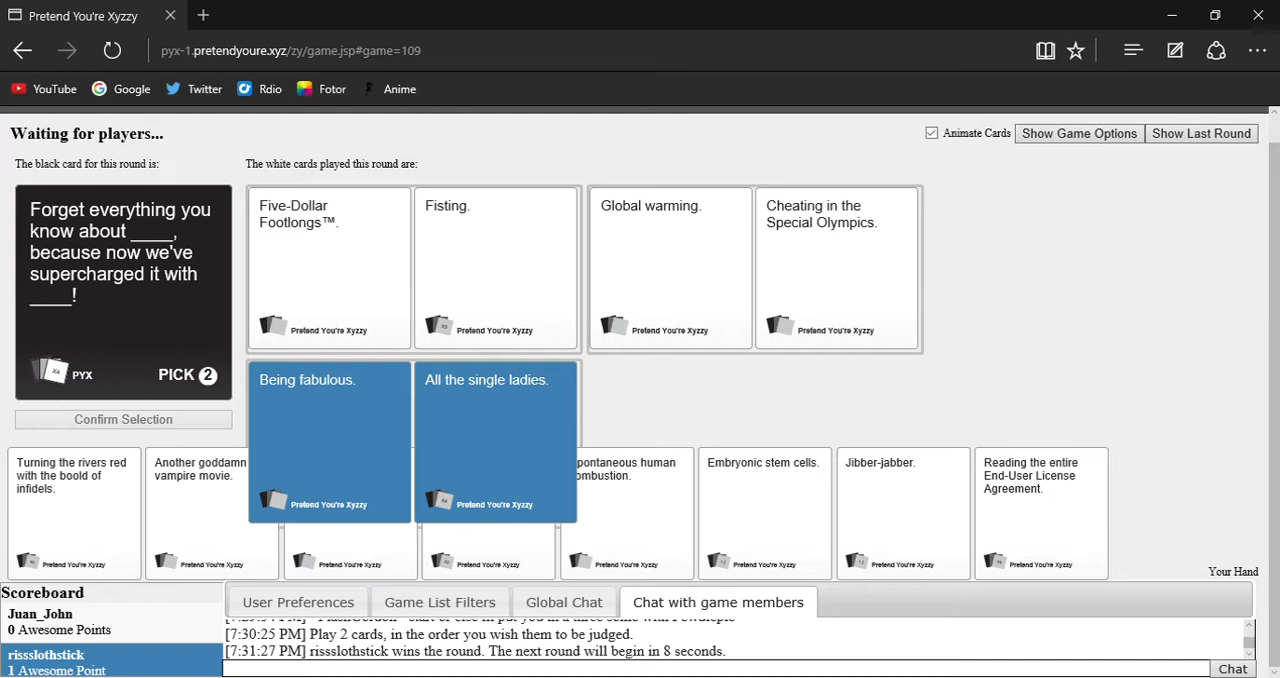 Pretend You're Xyzzy
pyx-1.pretendyoure.xyz/zy/game.jsp#game=109
YouTube
Google
Twitter
Rdio
Fotor
Anime
Waiting for players...
Animate Cards
Show Game Options
Show Last Round
The black card for this round is:
The white cards played this round are:
Forget everything you
know about ____,
because now we've
supercharged it with
____!
PYX
PICK 2
Five-Dollar
Footlongs™.
Pretend You're Xyzzy
Fisting.
Pretend You're Xyzzy
Global warming.
Pretend You're Xyzzy
Cheating in the
Special Olympics.
Pretend You're Xyzzy
Being fabulous.
Pretend You're Xyzzy
All the single ladies.
Pretend You're Xyzzy
Confirm Selection
Turning the rivers red
with the boold of
infidels.
Pretend You're Xyzzy
Another goddamn
vampire movie.
Pretend You're Xyzzy
Pretend You're Xyzzy
Pretend You're Xyzzy
pontaneous human
ombustion.
Pretend You're Xyzzy
Embryonic stem cells.
Pretend You're Xyzzy
Jibber-jabber.
Pretend You're Xyzzy
Reading the entire
End-User License
Agreement.
Pretend You're Xyzzy
Your Hand
Scoreboard
Juan_John
0 Awesome Points
rissslothstick
1 Awesome Point
User Preferences
Game List Filters
Global Chat
Chat with game members
[7:30:25 PM] Play 2 cards, in the order you wish them to be judged.
[7:31:27 PM] rissslothstick wins the round. The next round will begin in 8 seconds.
Chat